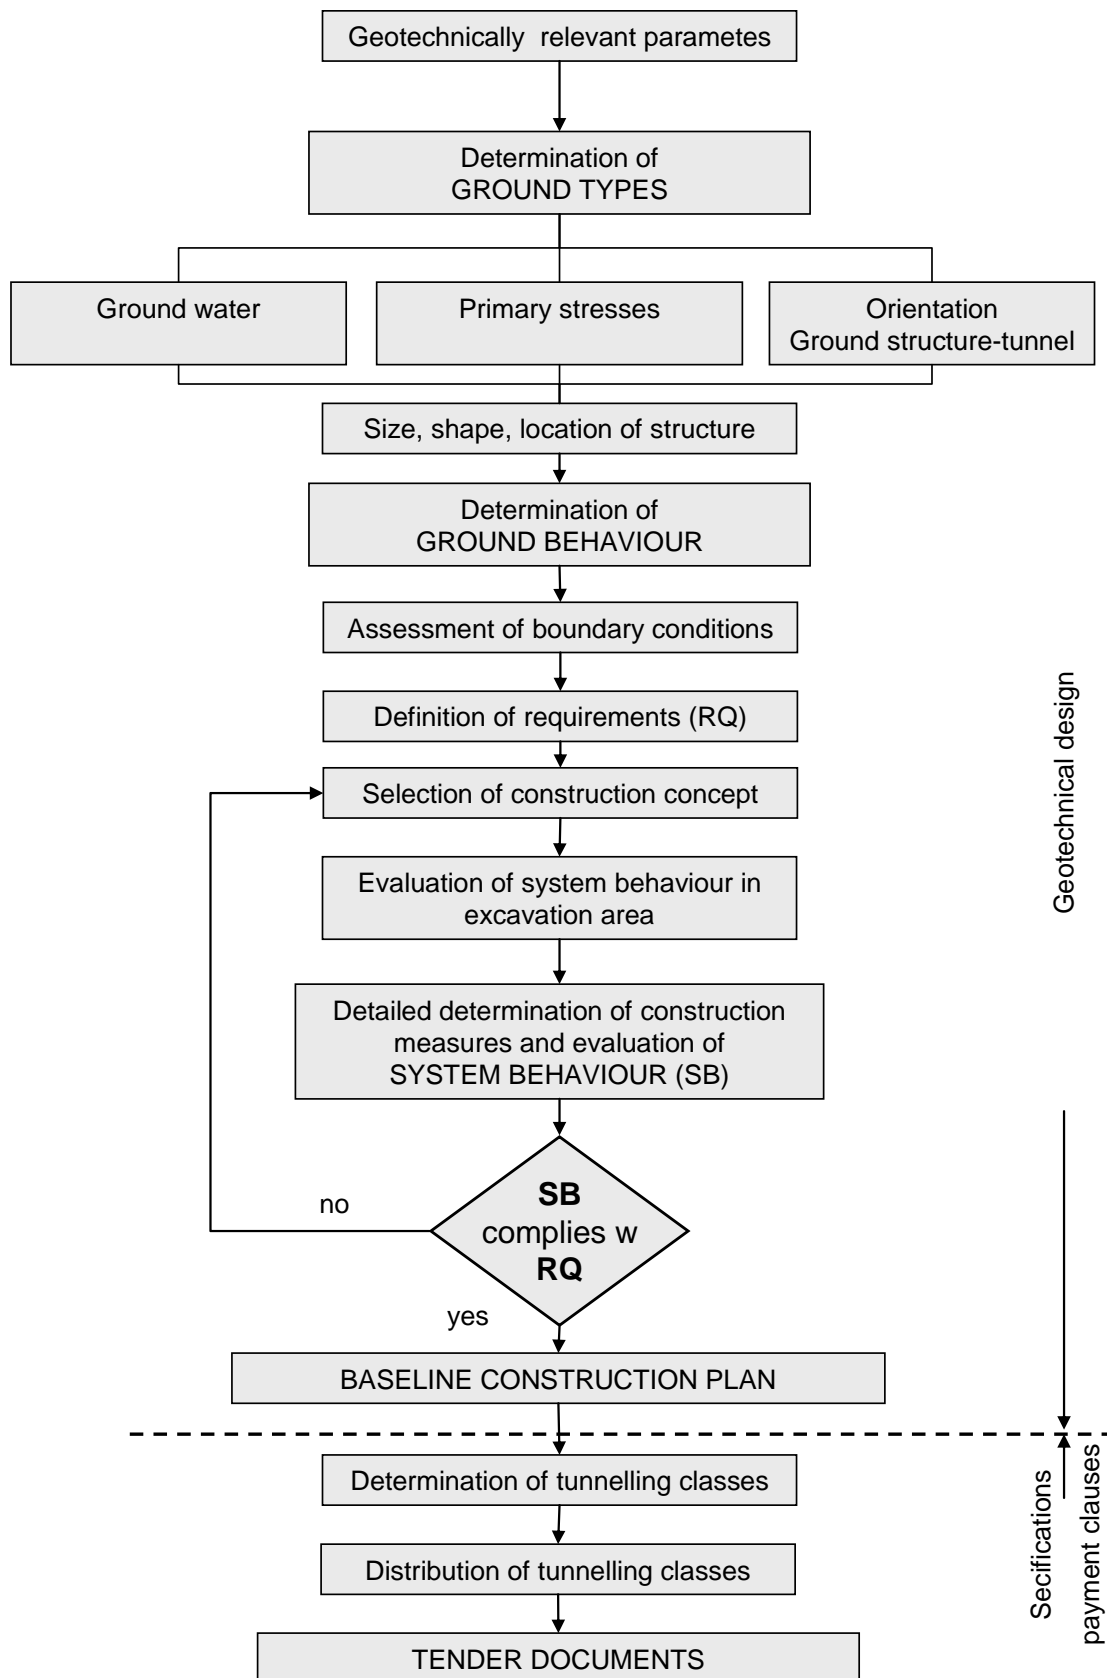 Geotechnically relevant parametes
Determination of
GROUND TYPES
Ground water
Primary stresses
Orientation
Ground structure-tunnel
Size, shape, location of structure
Determination of
GROUND BEHAVIOUR
Assessment of boundary conditions
Definition of requirements (RQ)
Selection of construction concept
Evaluation of system behaviour in
excavation area
Detailed determination of construction
measures and evaluation of
SYSTEM BEHAVIOUR (SB)
SB
complies w
RQ
no
yes
BASELINE CONSTRUCTION PLAN
Determination of tunnelling classes
Distribution of tunnelling classes
TENDER DOCUMENTS
Geotechnical design
Secifications
payment clauses